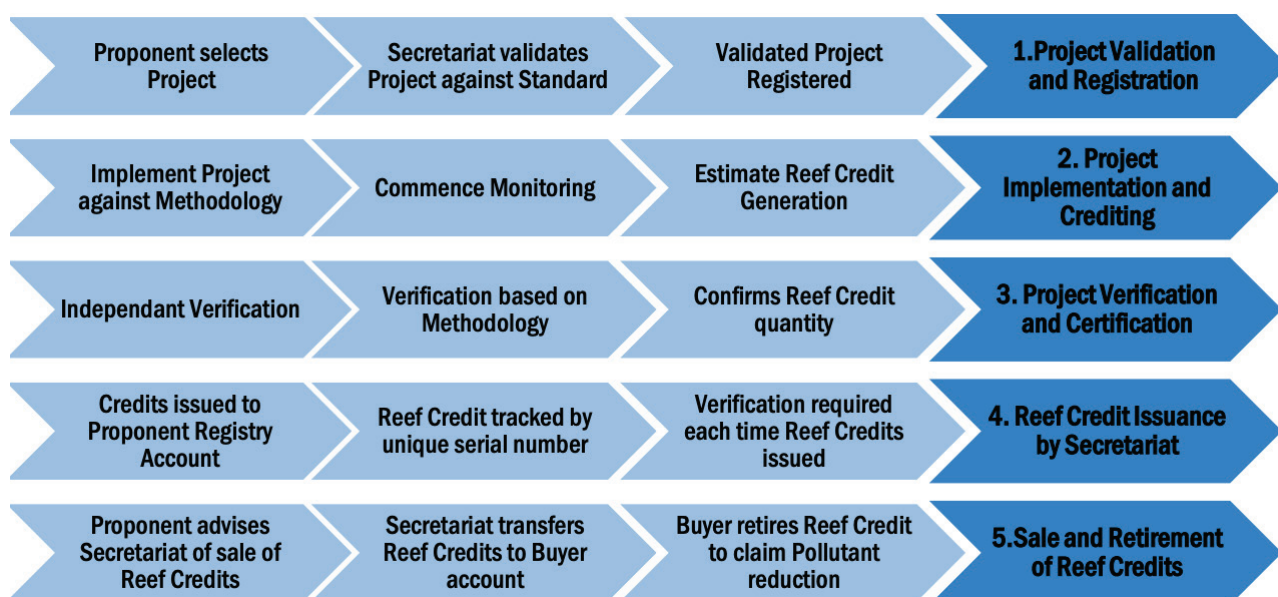 Proponent selects
Project
Secretariat validates
Project against Standard
Validated Project
Registered
1.Project Validation
and Registration
Implement Project
against Methodology
Commence Monitoring
Estimate Reef Credit
Generation
2. Project
Implementation and
Crediting
Independant Verification
Verification based on
Methodology
Confirms Reef Credit
quantity
3. Project Verification
and Certification
Credits issued to
Proponent Registry
Account
Reef Credit tracked by
unique serial number
Verification required
each time Reef Credits
issued
4. Reef Credit Issuance
by Secretariat
Proponent advises
Secretariat of sale of
Reef Credits
Secretariat transfers
Reef Credits to Buyer
account
Buyer retires Reef Credit
to claim Pollutant
reduction
5.Sale and Retirement
of Reef Credits